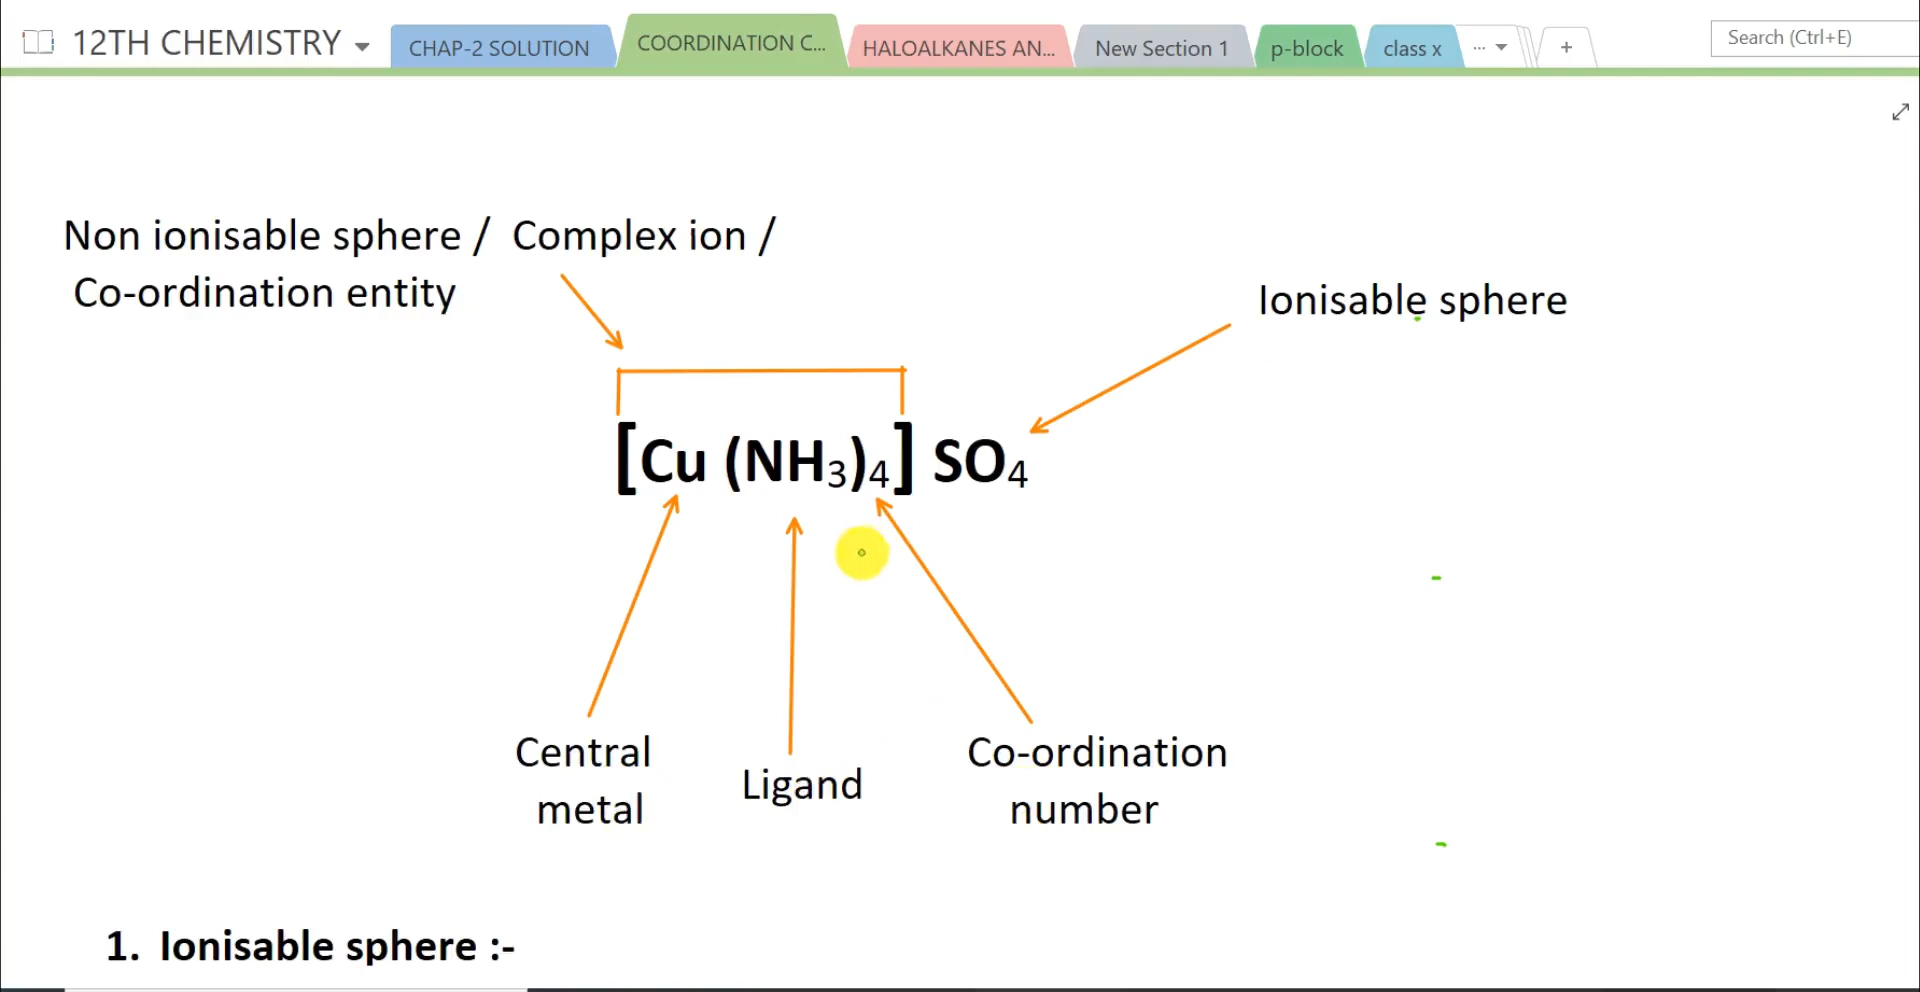 12TH CHEMISTRY
CHAP-2 SOLUTION
COORDINATION C...
HALOALKANES AN...
New Section 1
p-block
class x
...
+
Search (Ctrl+E)
Non ionisable sphere / Complex ion /
Co-ordination entity
Ionisable sphere
[Cu (NH₃)₄] SO₄
Central
metal
Ligand
Co-ordination
number
1. Ionisable sphere :-